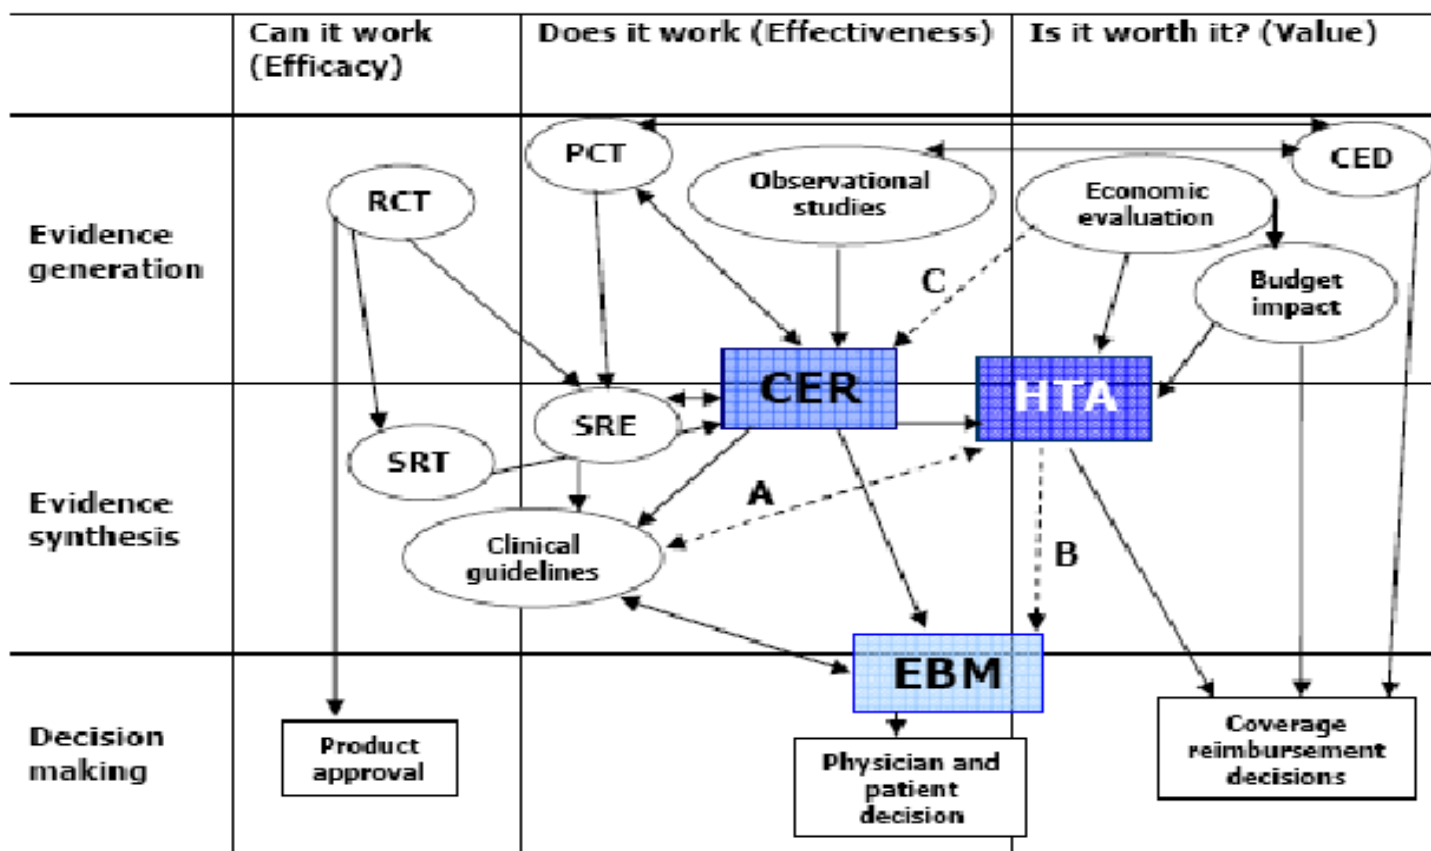 Can it work
(Efficacy)
Does it work (Effectiveness)
Is it worth it? (Value)
Evidence
generation
RCT
PCT
Observational
studies
Economic
evaluation
CED
Budget
impact
C
CER
HTA
Evidence
synthesis
SRT
SRE
Clinical
guidelines
A
B
EBM
Decision
making
Product
approval
Physician and
patient
decision
Coverage
reimbursement
decisions